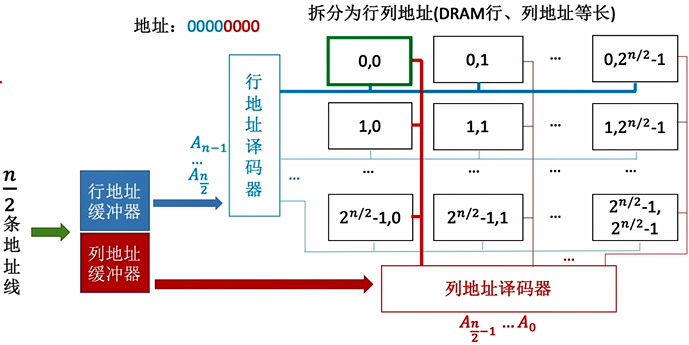 地址：00000000
拆分为行列地址(DRAM行、列地址等长)
0,0
0,1
...
0,2^{n/2}-1
行地址译码器
1,0
1,1
...
1,2^{n/2}-1
A_{n-1}
...
A_{n/2}
...
...
...
...
n/2条地址线
行地址缓冲器
2^{n/2}-1,0
2^{n/2}-1,1
...
2^{n/2}-1,
2^{n/2}-1
列地址缓冲器
...
列地址译码器
A_{n/2-1} ...A_0